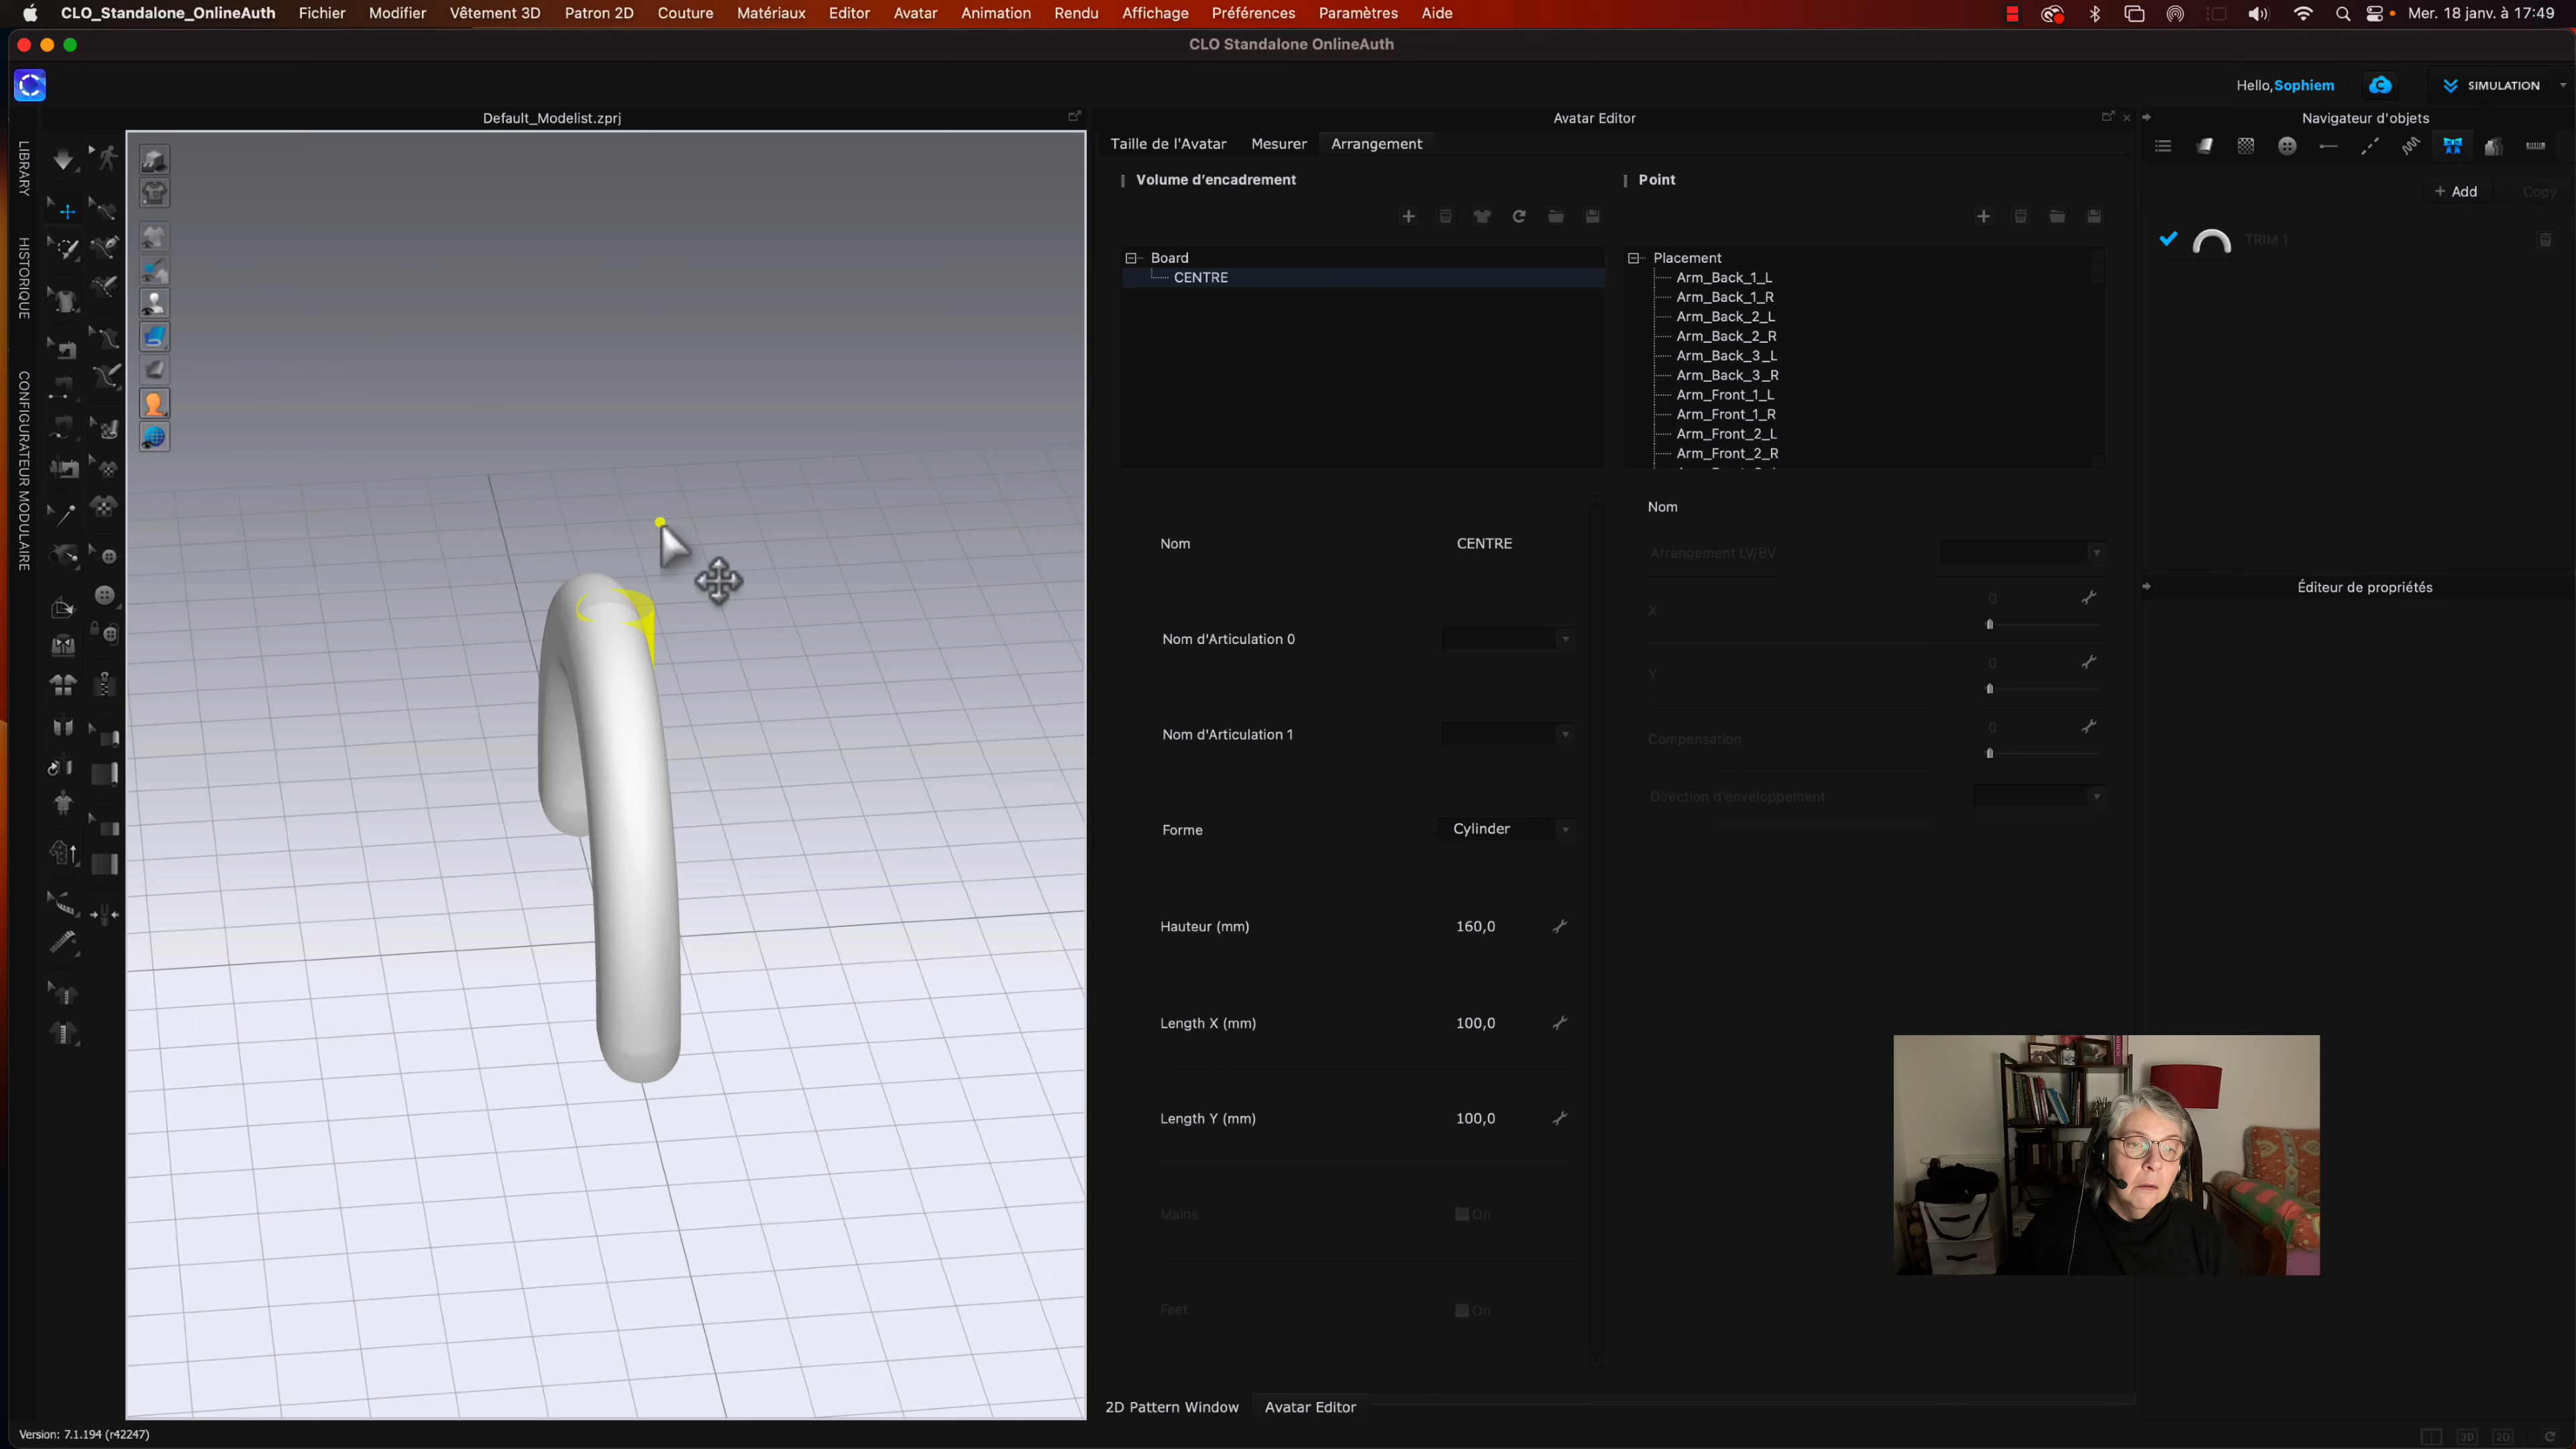 CLO_Standalone_OnlineAuth Fichier Modifier Vêtement 3D Patron 2D Couture Matériaux Editor Avatar Animation Rendu Affichage Préférences Paramètres Aide Mer. 18 janv. à 17:49
CLO Standalone OnlineAuth
Hello,Sophiem SIMULATION
Default_Modelist.zprj Avatar Editor Navigateur d'objets
LIBRARY
HISTORIQUE
CONFIGURATEUR MODULAIRE
Taille de l'Avatar Mesurer Arrangement
Volume d'encadrement Point
+ Add Copy
TRIM 1
Board
CENTRE
Placement
Arm_Back_1_L
Arm_Back_1_R
Arm_Back_2_L
Arm_Back_2_R
Arm_Back_3_L
Arm_Back_3_R
Arm_Front_1_L
Arm_Front_1_R
Arm_Front_2_L
Arm_Front_2_R
Nom CENTRE
Nom d'Articulation 0
Nom d'Articulation 1
Forme Cylinder
Hauteur (mm) 160,0
Length X (mm) 100,0
Length Y (mm) 100,0
Mains On
Feet On
Nom
Arrangement LV/BV
X 0
Y 0
Compensation 0
Direction d'enveloppement
Éditeur de propriétés
2D Pattern Window Avatar Editor
Version: 7.1.194 (r42247)
3D 2D